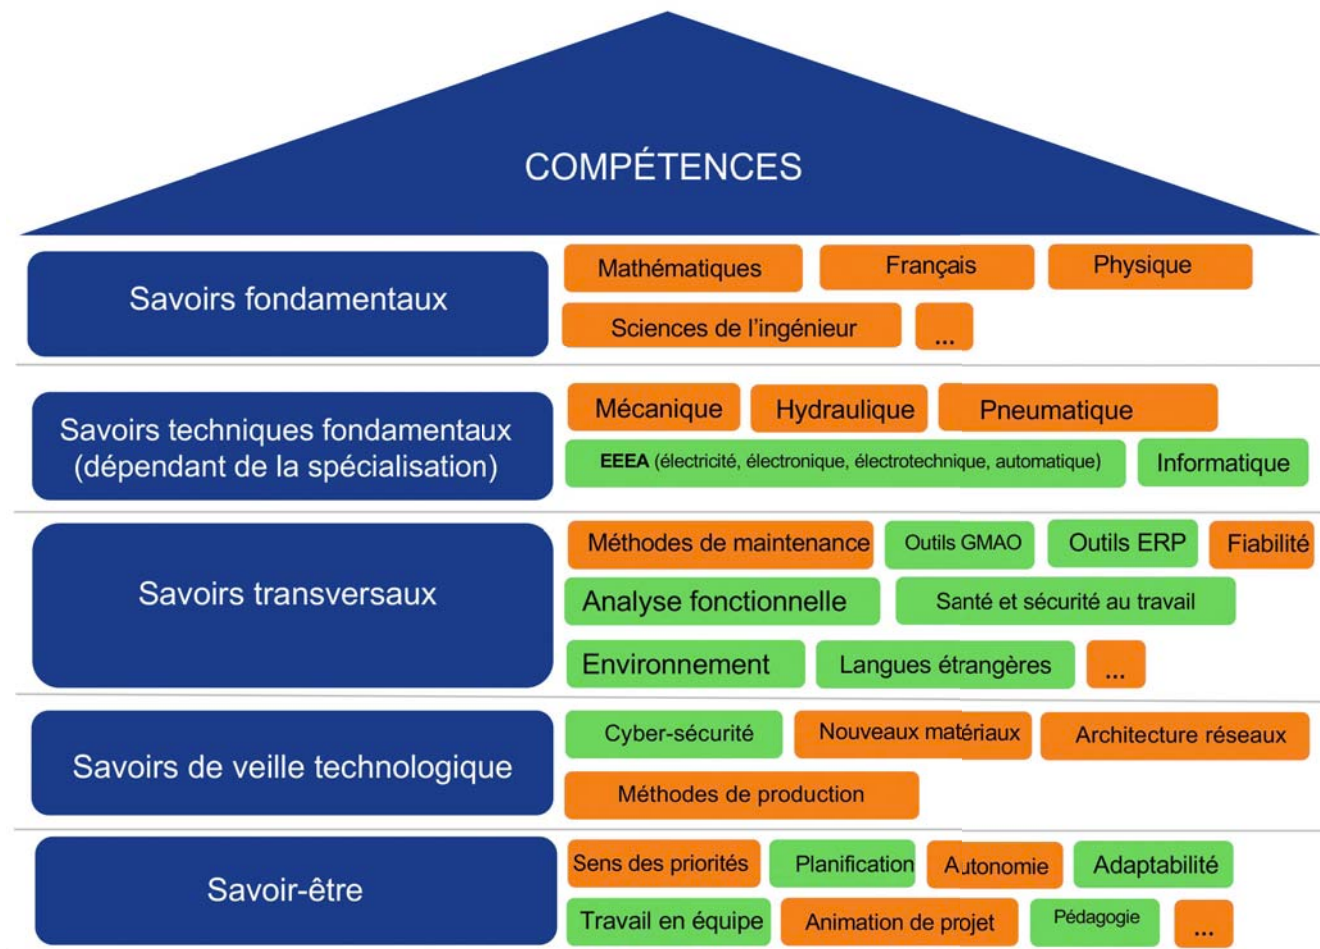 COMPÉTENCES
Savoirs fondamentaux
Mathématiques
Français
Physique
Sciences de l'ingénieur
...
Savoirs techniques fondamentaux
(dépendant de la spécialisation)
Mécanique
Hydraulique
Pneumatique
EEEA (électricité, électronique, électrotechnique, automatique)
Informatique
Savoirs transversaux
Méthodes de maintenance
Outils GMAO
Outils ERP
Fiabilité
Analyse fonctionnelle
Santé et sécurité au travail
Environnement
Langues étrangères
...
Savoirs de veille technologique
Cyber-sécurité
Nouveaux matériaux
Architecture réseaux
Méthodes de production
Savoir-être
Sens des priorités
Planification
Autonomie
Adaptabilité
Travail en équipe
Animation de projet
Pédagogie
...